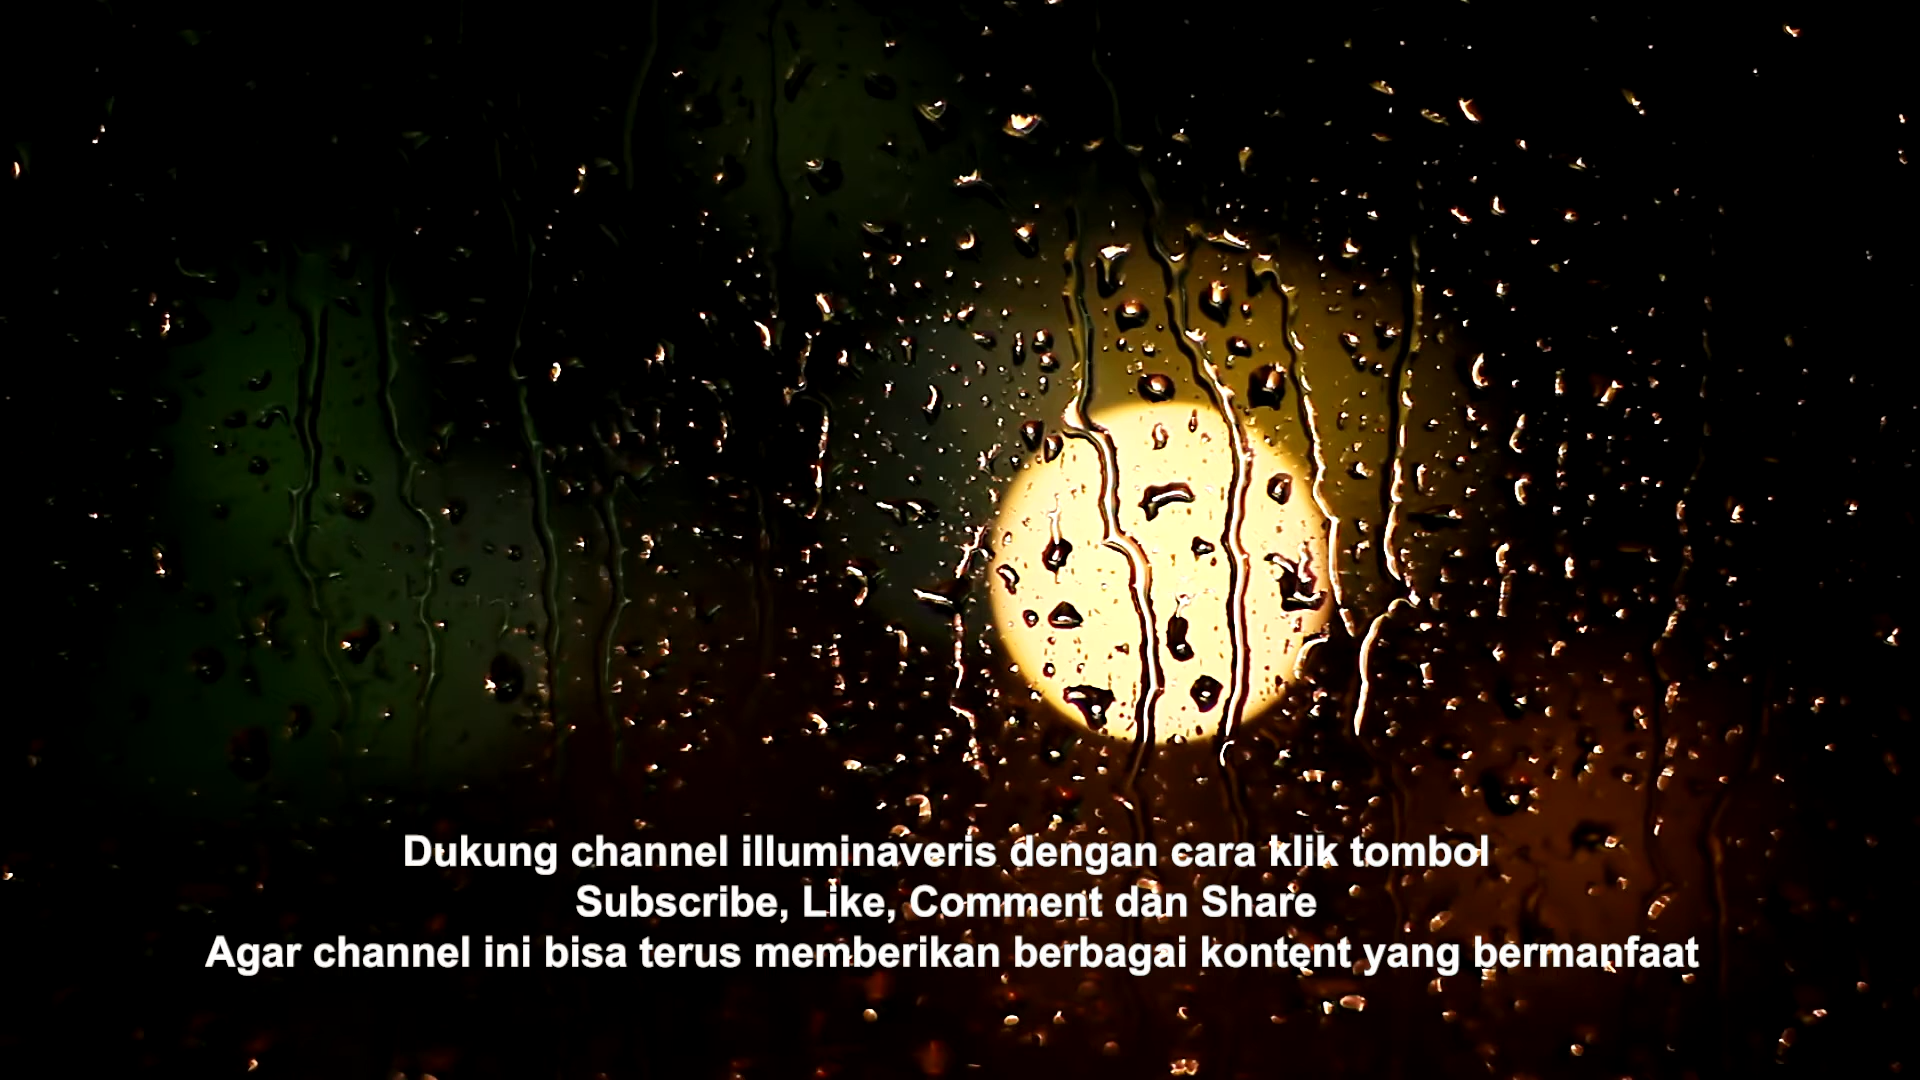 Dukung channel illuminaveris dengan cara klik tombol
Subscribe, Like, Comment dan Share
Agar channel ini bisa terus memberikan berbagai kontent yang bermanfaat